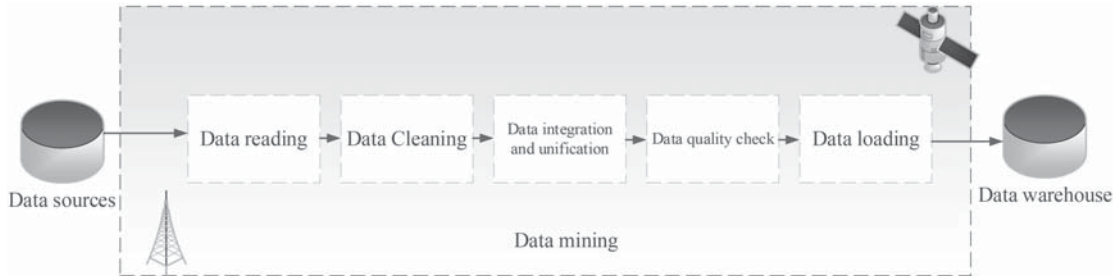 Data sources
Data reading
Data Cleaning
Data integration
and unification
Data quality check
Data loading
Data warehouse
Data mining